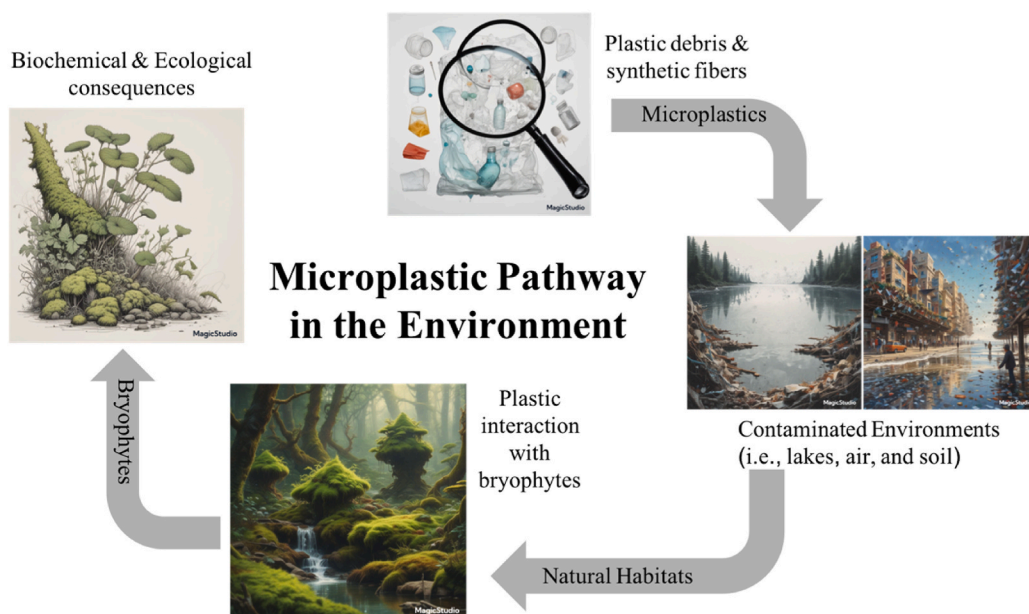 Biochemical & Ecological
consequences
MagicStudio
Plastic debris &
synthetic fibers
Microplastics
MagicStudio
Microplastic Pathway
in the Environment
MagicStudio
MagicStudio
Contaminated Environments
(i.e., lakes, air, and soil)
Natural Habitats
Plastic
interaction
with
bryophytes
MagicStudio
Bryophytes